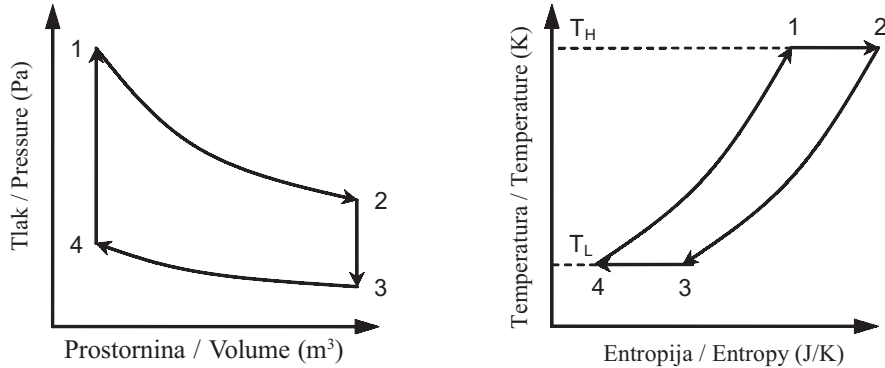 1
2
3
4
Tlak / Pressure (Pa)
Prostornina / Volume (m³)
T_H
1
2
T_L
4
3
Temperatura / Temperature (K)
Entropija / Entropy (J/K)